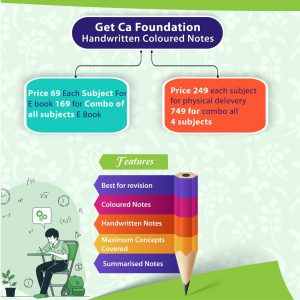 Get Ca Foundation
Handwritten Coloured Notes
Price 69 Each Subject For
E book 169 for Combo of
all subjects E Book
Price 249 each subject
for physical delevery
749 for combo all
4 subjects
Features
Best for revision
Coloured Notes
Handwritten Notes
Maximum Concepts
Covered
Summarised Notes